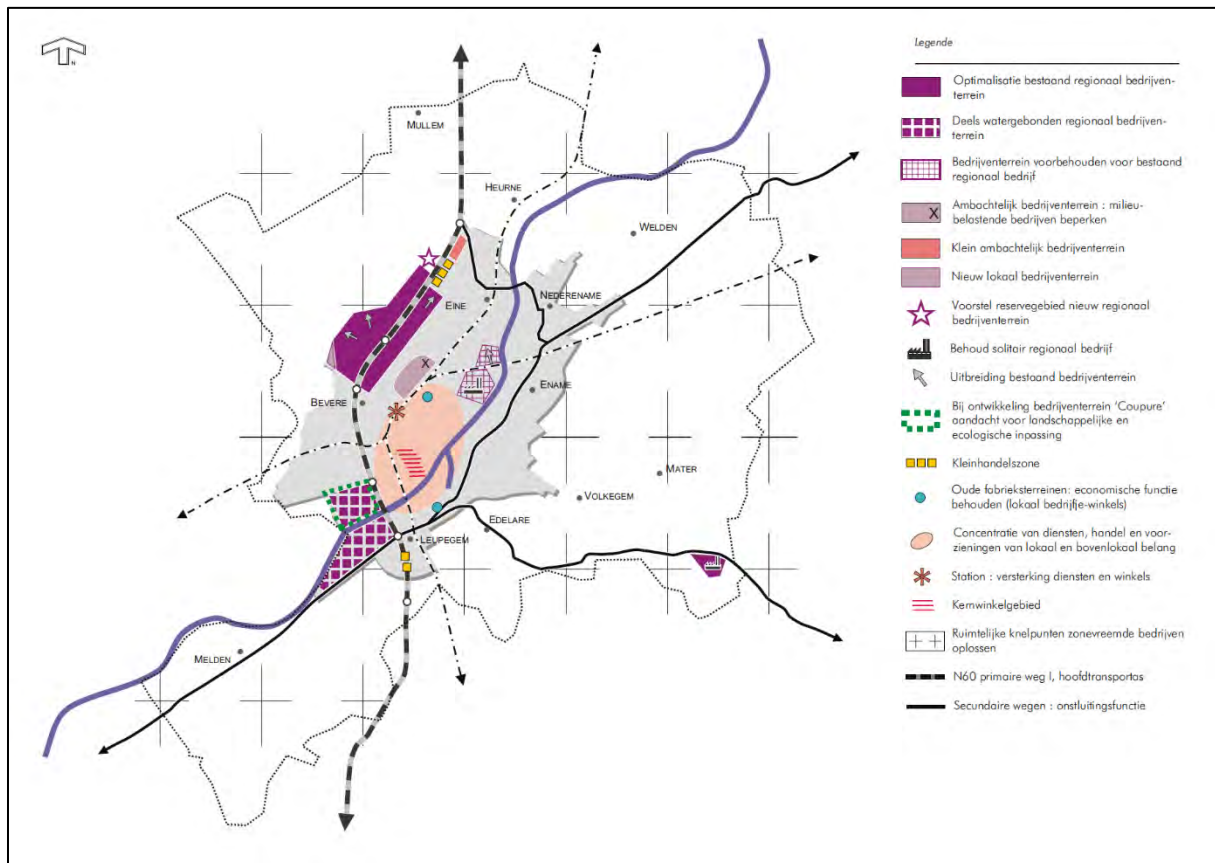 N
MULLEM
HEURNE
WELDEN
EINE
NEDERENAME
X
BEVERE
ENAME
MATER
VOLKEGEM
EDELARE
LEUPEGEM
MELDEN
Legende
Optimalisatie bestaand regionaal bedrijven-
terrein
Deels watergebonden regionaal bedrijven-
terrein
Bedrijventerrein voorbehouden voor bestaand
regionaal bedrijf
X
Ambachtelijk bedrijventerrein : milieu-
belastende bedrijven beperken
Klein ambachtelijk bedrijventerrein
Nieuw lokaal bedrijventerrein
Voorstel reservegebied nieuw regionaal
bedrijventerrein
Behoud solitair regionaal bedrijf
Uitbreiding bestaand bedrijventerrein
Bij ontwikkeling bedrijventerrein ‘Coupure’
aandacht voor landschappelijke en
ecologische inpassing
Kleinhandelszone
Oude fabrieksterreinen: economische functie
behouden (lokaal bedrijfje-winkels)
Concentratie van diensten, handel en voor-
zieningen van lokaal en bovenlokaal belang
Station : versterking diensten en winkels
Kernwinkelgebied
Ruimtelijke knelpunten zonevreemde bedrijven
oplossen
N60 primaire weg I, hoofdtransportas
Secundaire wegen : onstluitingsfunctie